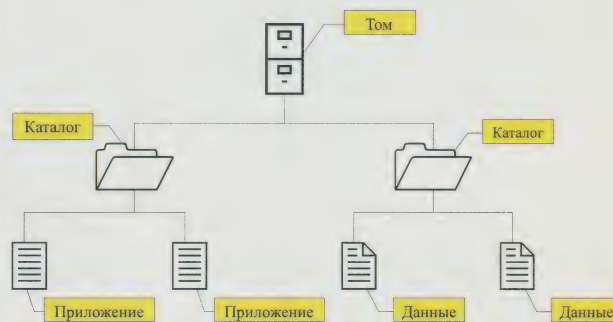 Том
Каталог
Каталог
Приложение
Приложение
Данные
Данные